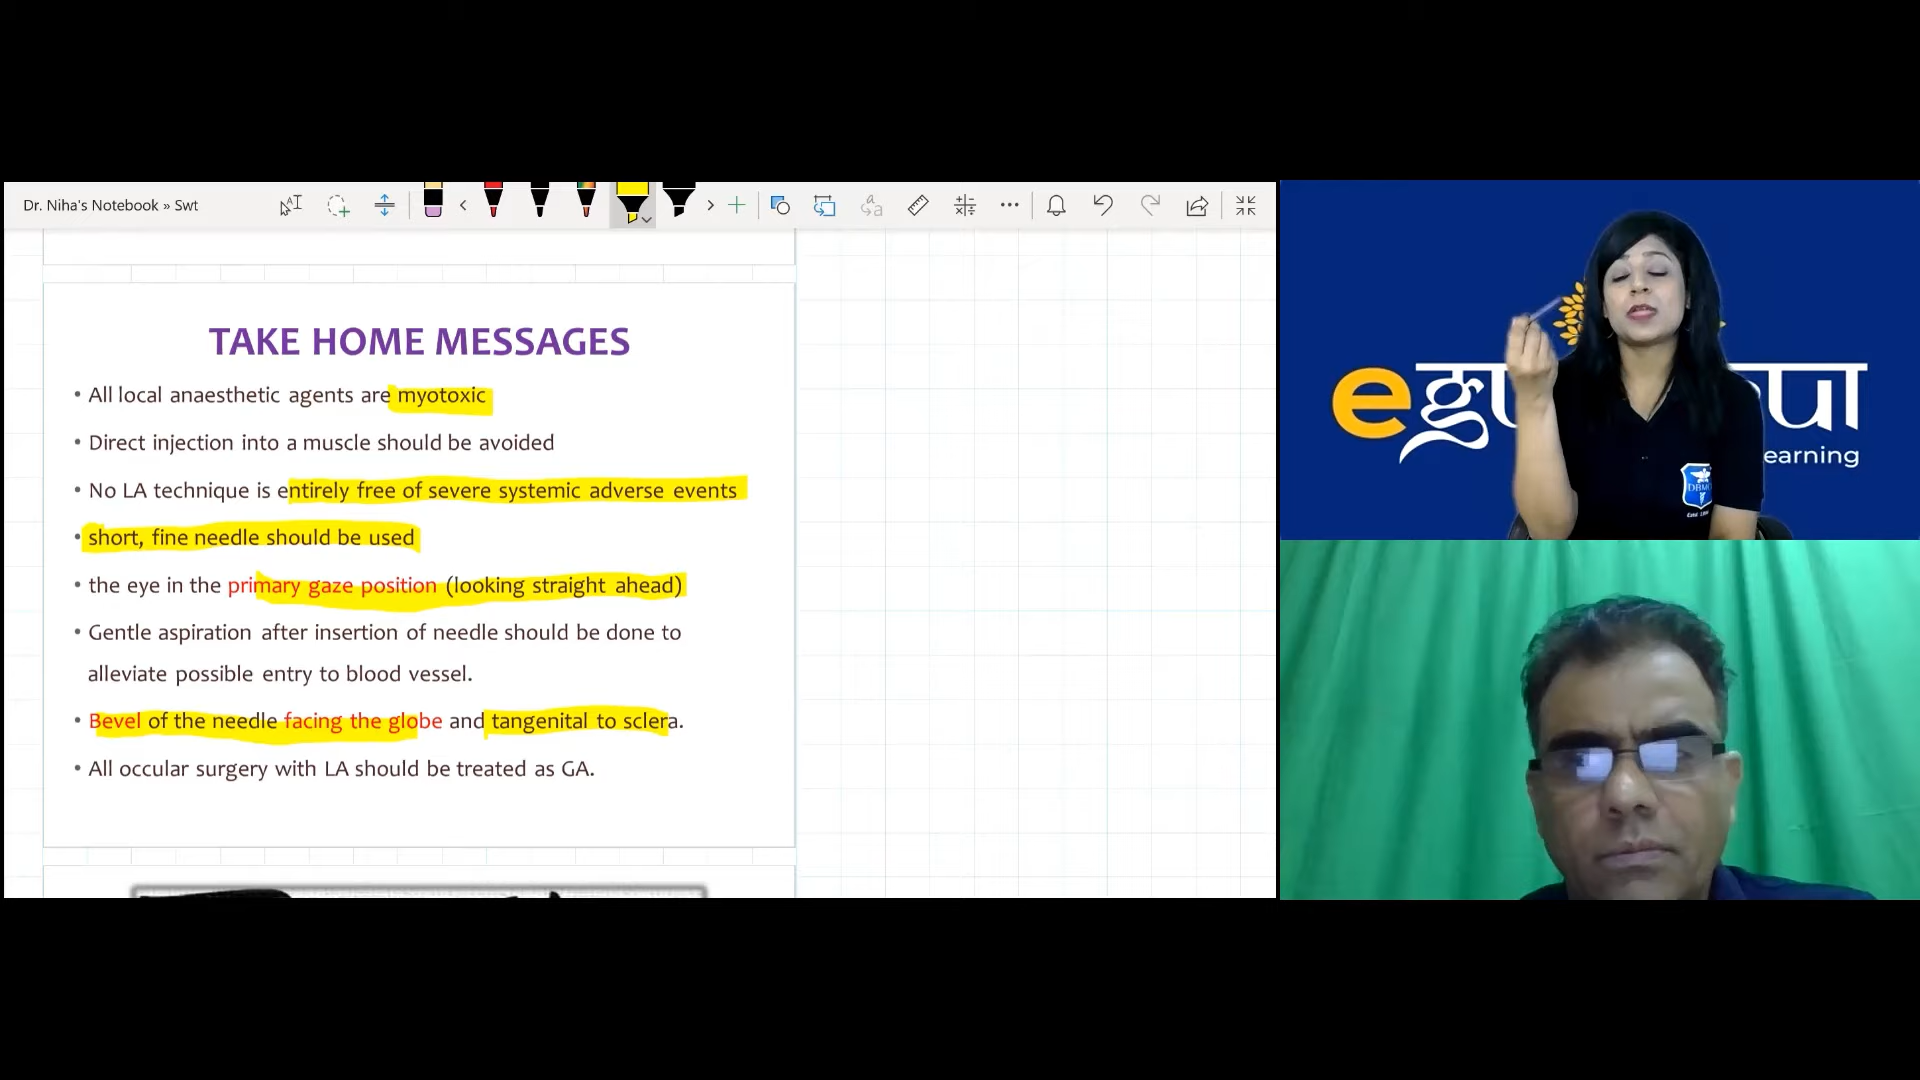 Dr. Niha's Notebook » Swt
TAKE HOME MESSAGES
• All local anaesthetic agents are myotoxic
• Direct injection into a muscle should be avoided
• No LA technique is entirely free of severe systemic adverse events
• short, fine needle should be used
• the eye in the primary gaze position (looking straight ahead)
• Gentle aspiration after insertion of needle should be done to
alleviate possible entry to blood vessel.
• Bevel of the needle facing the globe and tangenital to sclera.
• All occular surgery with LA should be treated as GA.
earning
DBMCI